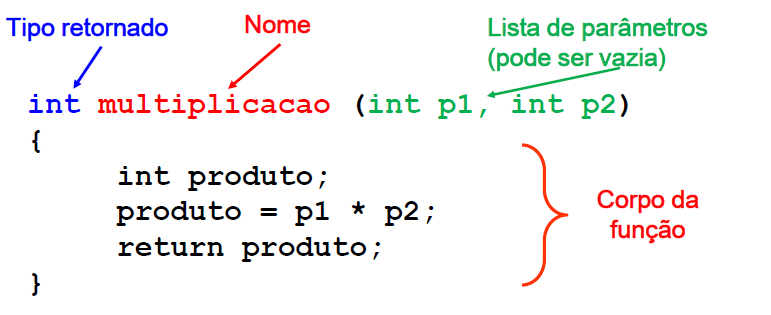 Tipo retornado
Nome
Lista de parâmetros
(pode ser vazia)
int multiplicacao (int p1, int p2)
{
int produto;
produto = p1 * p2;
return produto;
}
Corpo da
função